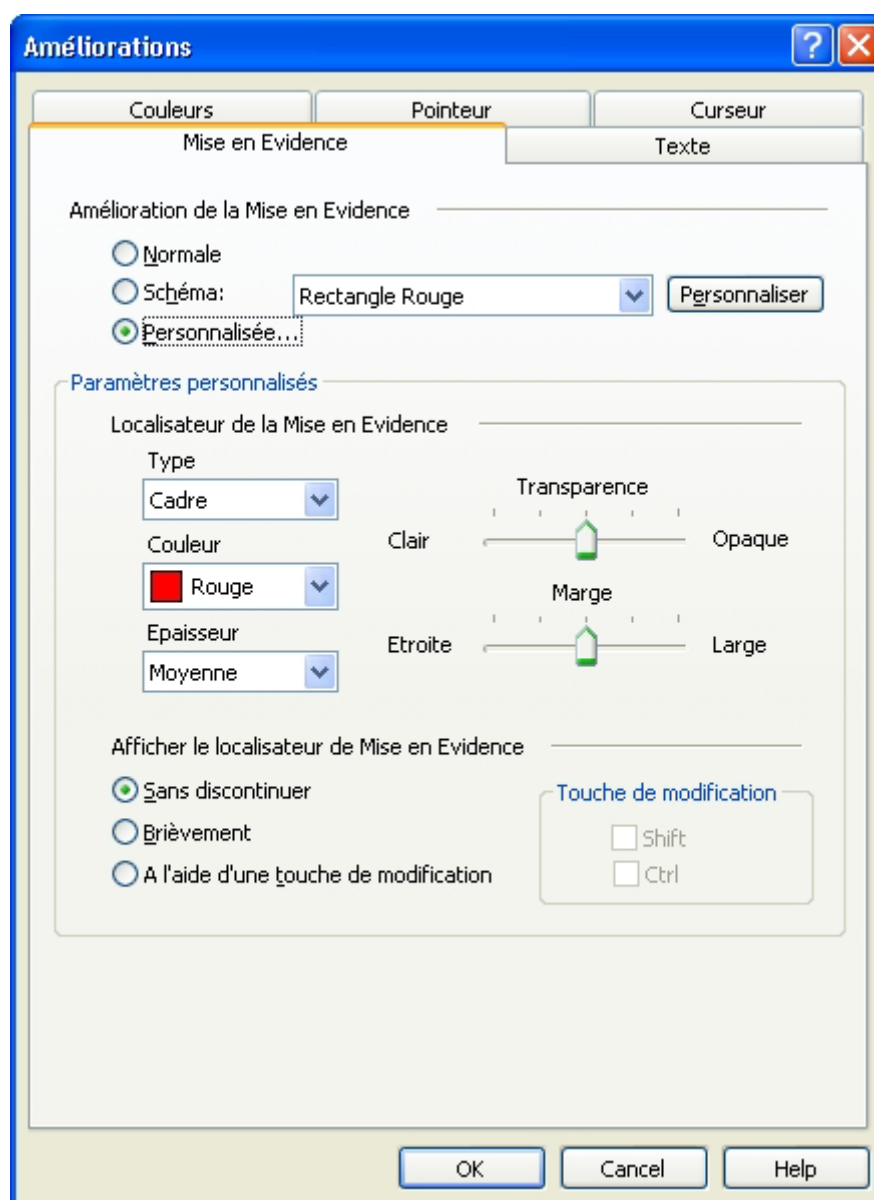 Améliorations
Couleurs Pointeur Curseur
Mise en Evidence Texte
Amélioration de la Mise en Evidence
Normale
Schéma: Rectangle Rouge Personnaliser
Personnalisée...
Paramètres personnalisés
Localisateur de la Mise en Evidence
Type
Cadre
Transparence
Clair Opaque
Couleur
Rouge
Marge
Etroite Large
Epaisseur
Moyenne
Afficher le localisateur de Mise en Evidence
Sans discontinuer
Brièvement
A l'aide d'une touche de modification
Touche de modification
Shift
Ctrl
OK Cancel Help